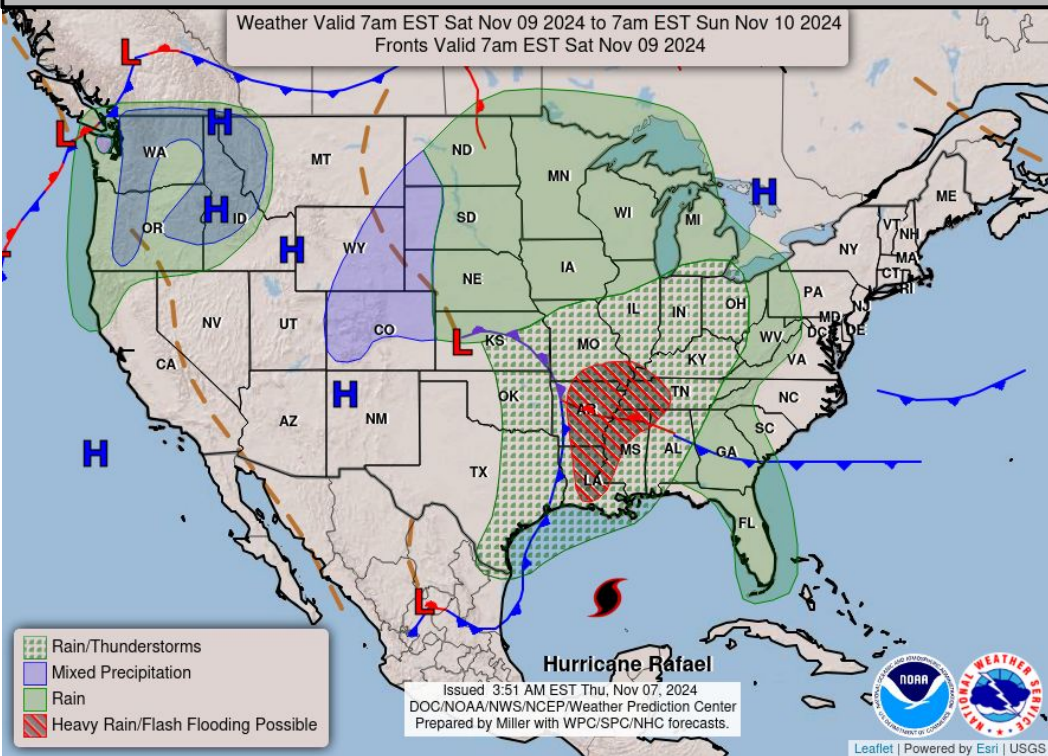 Weather Valid 7am EST Sat Nov 09 2024 to 7am EST Sun Nov 10 2024
Fronts Valid 7am EST Sat Nov 09 2024
L
L
H
WA
MT
ND
MN
H
ME
H
ID
OR
SD
WI
MI
VT
NH
NY
MA
H
WY
CT
RI
NE
IA
PA
NJ
NV
UT
CO
L
KS
IL
IN
OH
MD
DE
DC
MO
WV
VA
CA
KY
H
OK
AR
TN
NC
AZ
NM
SC
H
TX
MS
AL
GA
LA
FL
L
Hurricane Rafael
Rain/Thunderstorms
Mixed Precipitation
Rain
Heavy Rain/Flash Flooding Possible
Issued 3:51 AM EST Thu, Nov 07, 2024
DOC/NOAA/NWS/NCEP/Weather Prediction Center
Prepared by Miller with WPC/SPC/NHC forecasts.
NOAA
NATIONAL WEATHER SERVICE
Leaflet | Powered by Esri | USGS